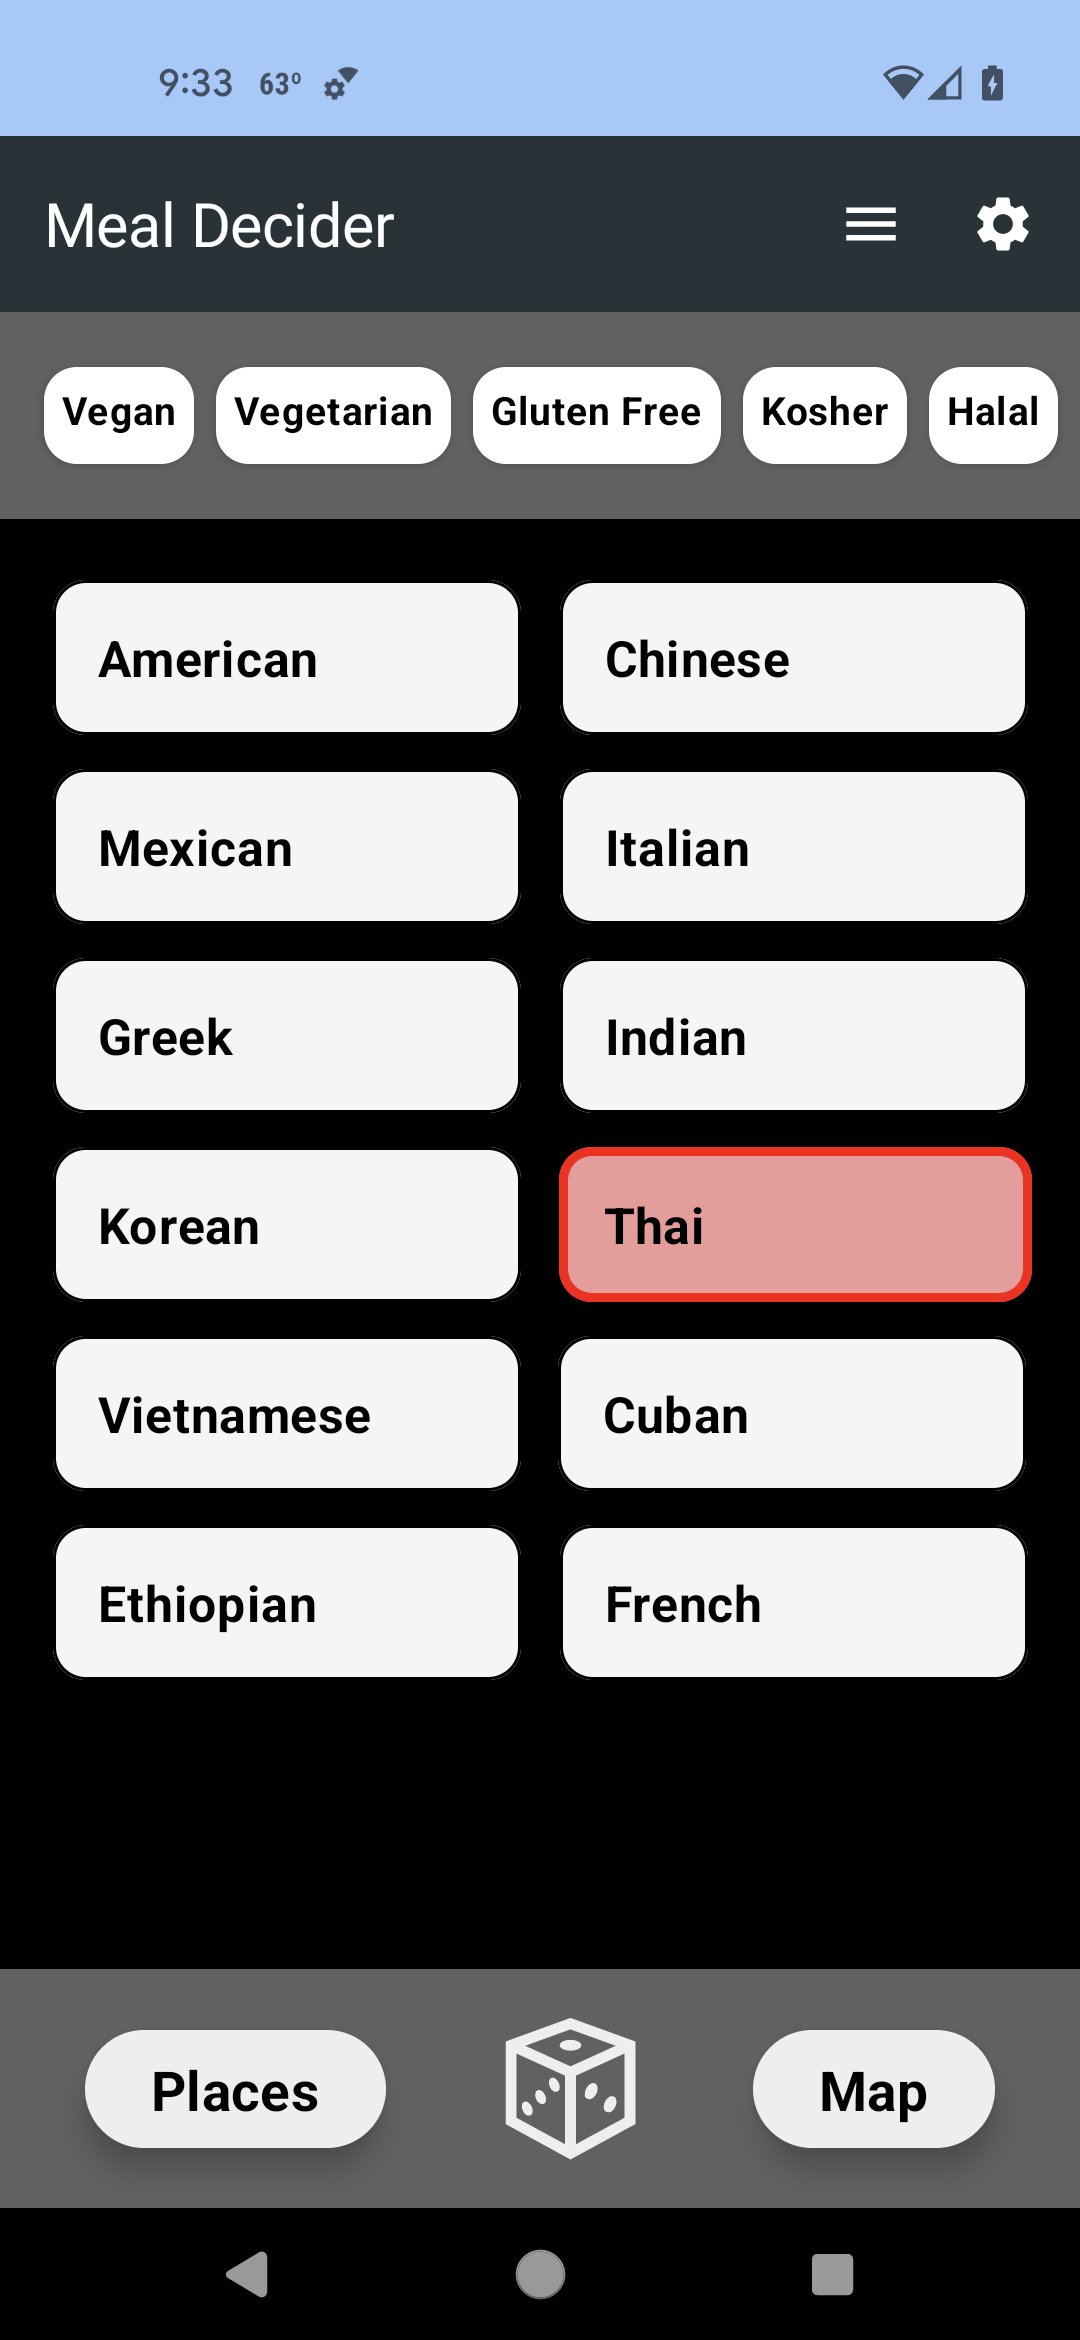 9:33 63°
Meal Decider
Vegan Vegetarian Gluten Free Kosher Halal
American Chinese
Mexican Italian
Greek Indian
Korean Thai
Vietnamese Cuban
Ethiopian French
Places Map